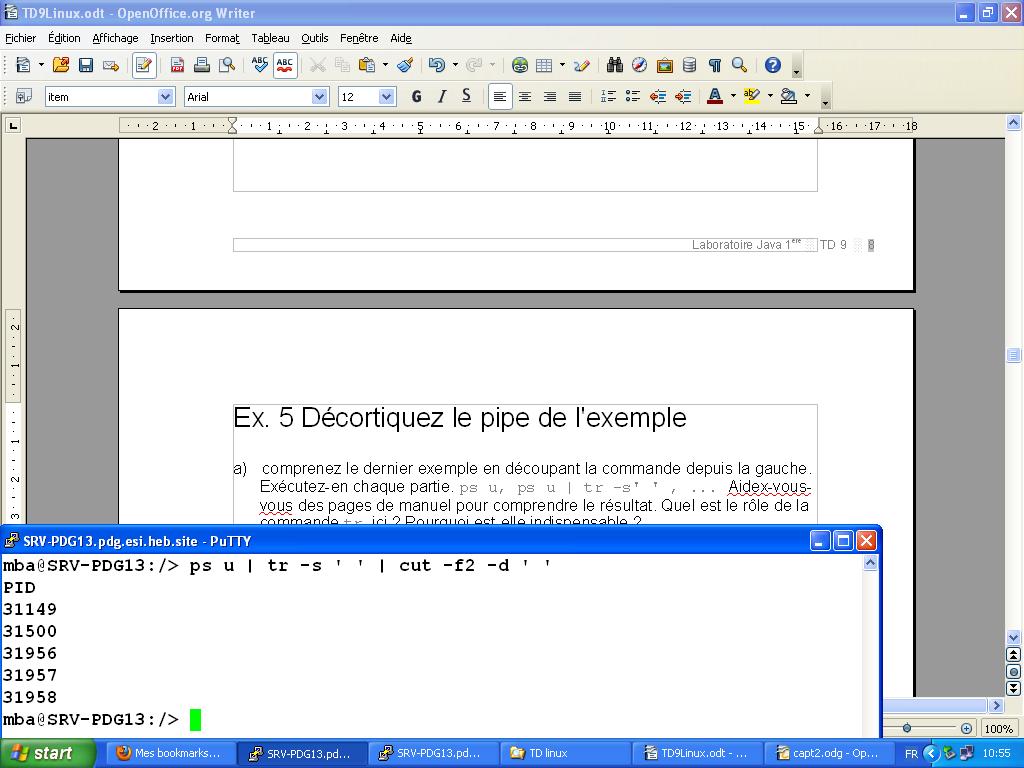 TD9Linux.odt - OpenOffice.org Writer
Fichier Édition Affichage Insertion Format Tableau Outils Fenêtre Aide
ABC ABC
item Arial 12 G I S
2 1 1 2 3 4 5 6 7 8 9 10 11 12 13 14 15 16 17 18
Laboratoire Java 1ère TD 9 8
2
1
1
2
3
Ex. 5 Décortiquez le pipe de l'exemple
a) comprenez le dernier exemple en découpant la commande depuis la gauche.
Exécutez-en chaque partie. ps u, ps u | tr -s' ' , ... Aidex-vous-
vous des pages de manuel pour comprendre le résultat. Quel est le rôle de la
commande tr ici ? Pourquoi est elle indispensable ?
SRV-PDG13.pdg.esi.heb.site - PuTTY
mba@SRV-PDG13:/> ps u | tr -s ' ' | cut -f2 -d ' '
PID
31149
31500
31956
31957
31958
mba@SRV-PDG13:/>
100%
start Mes bookmarks... SRV-PDG13.pd... SRV-PDG13.pd... TD linux TD9Linux.odt - ... capt2.odg - Op... FR 10:55